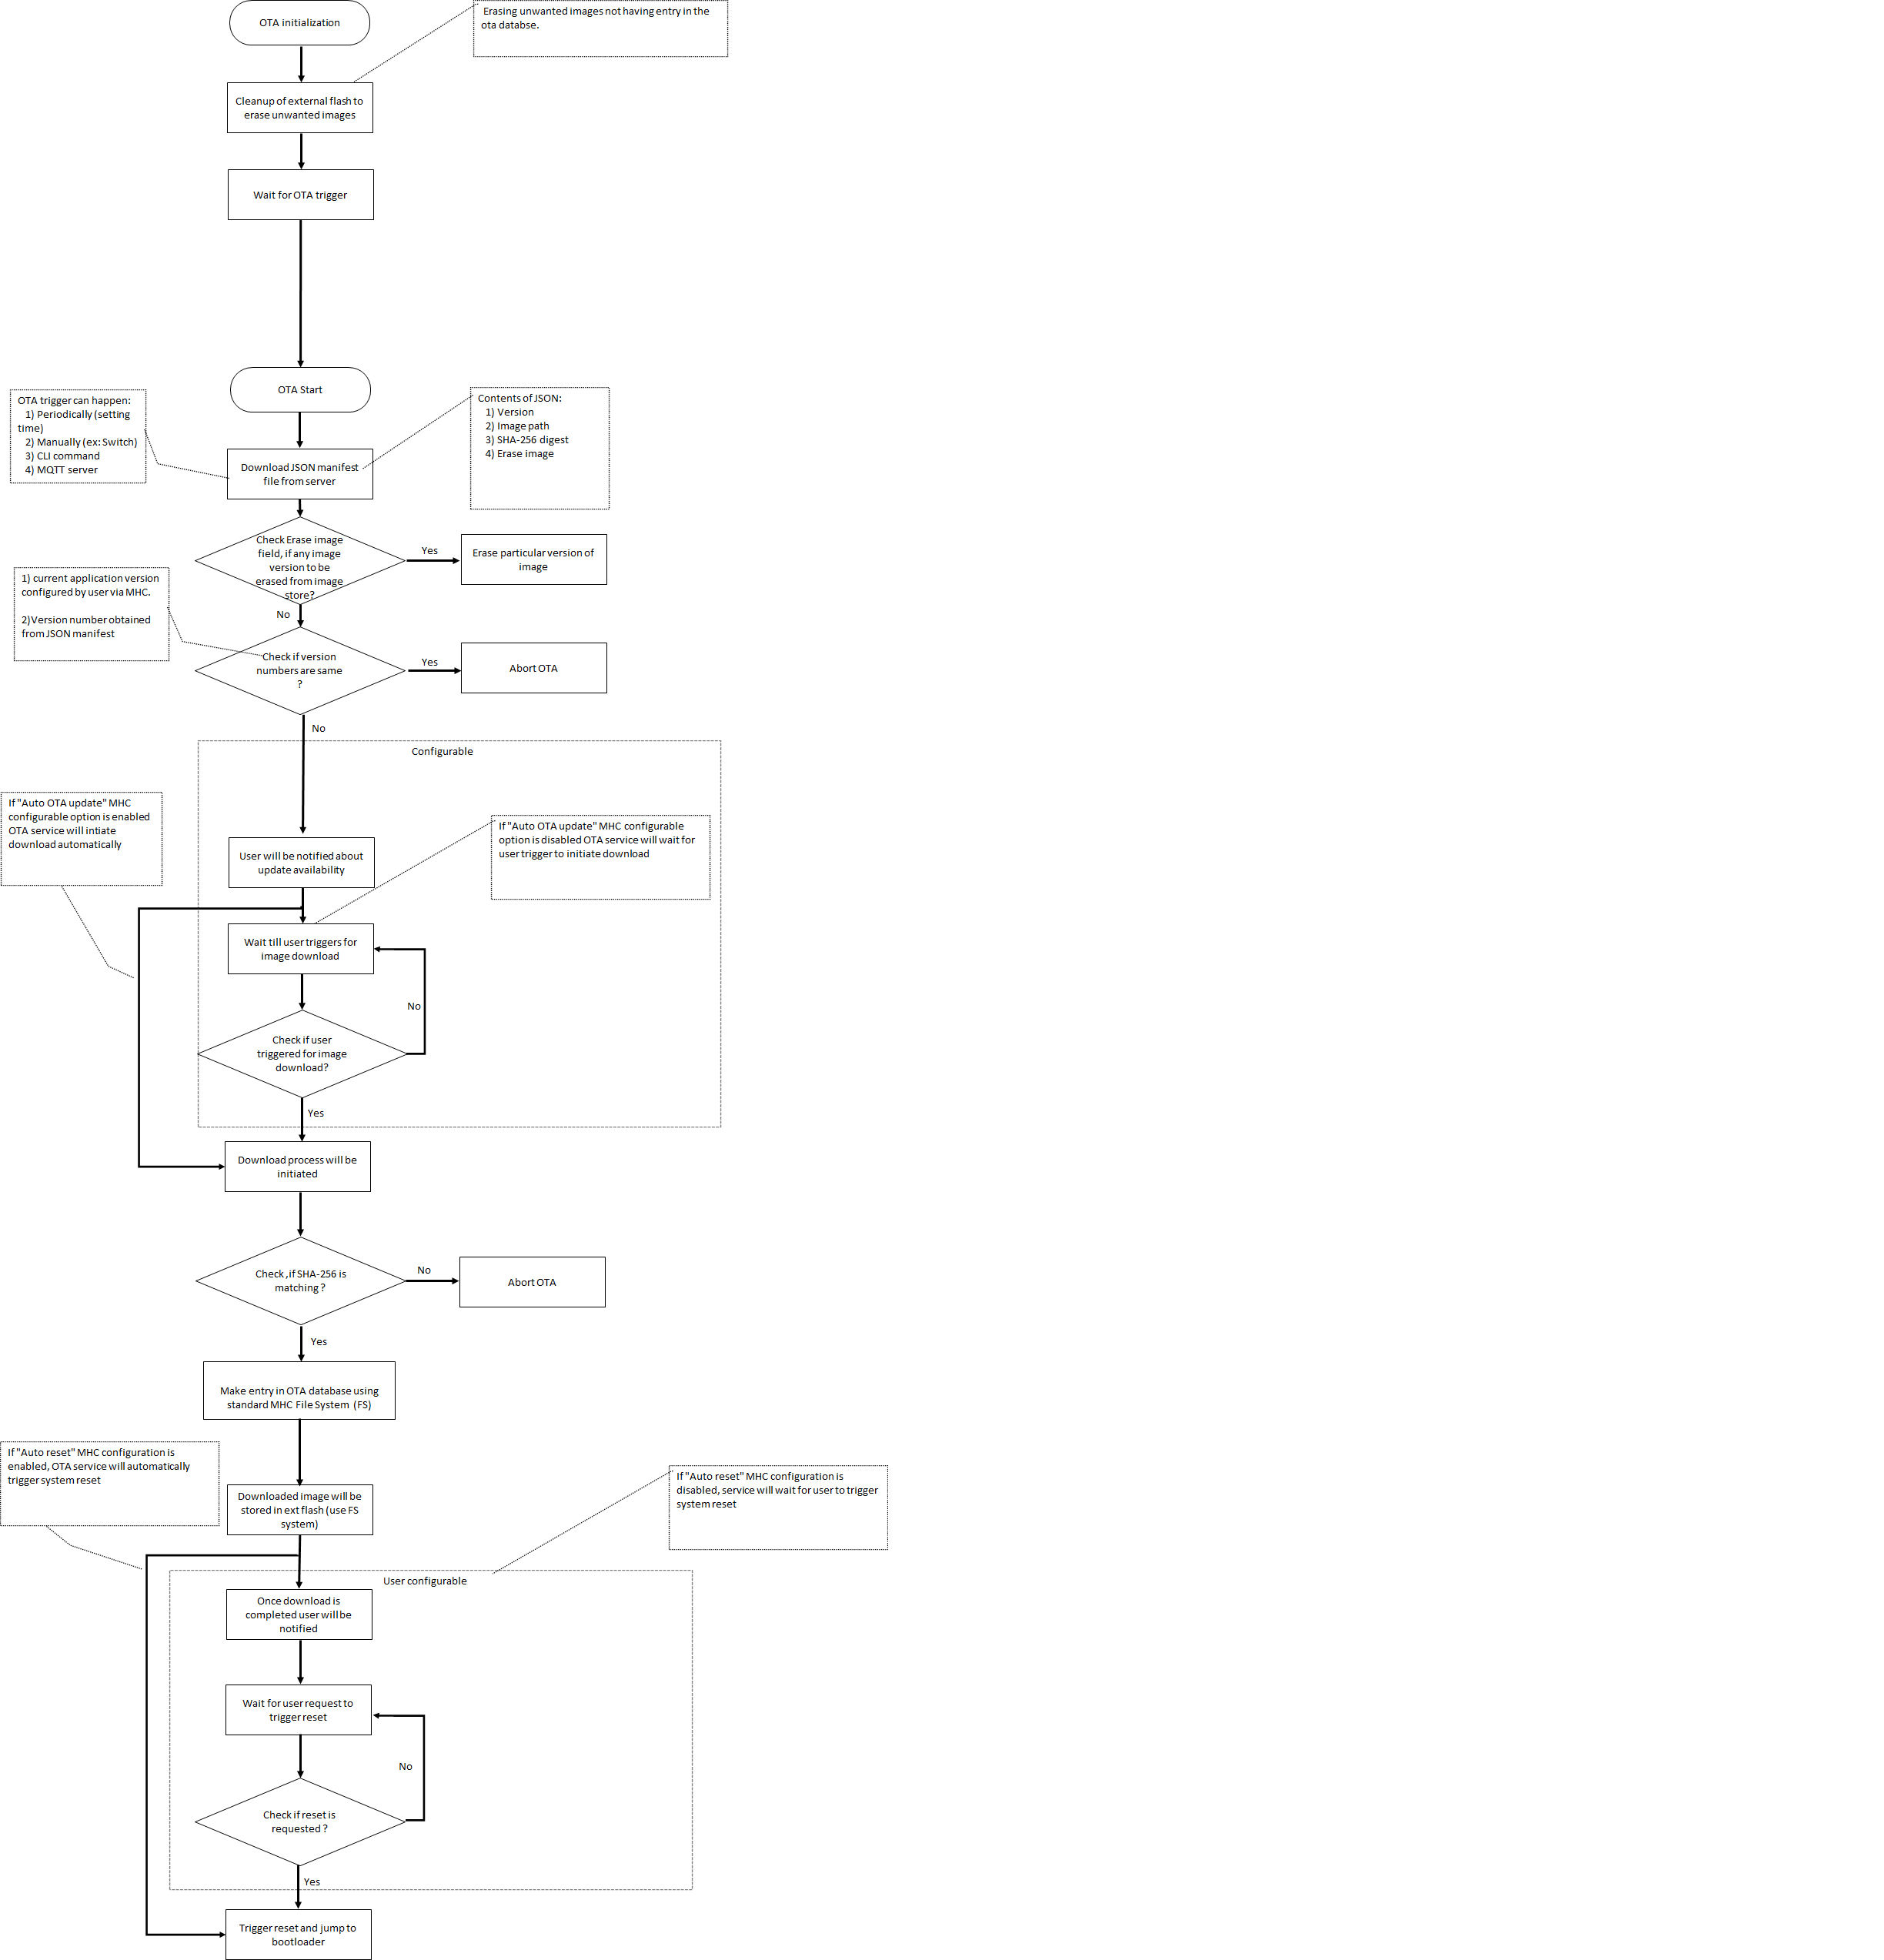 OTA initialization
Erasing unwanted images not having entry in the
ota databse.
Cleanup of external flash to
erase unwanted images
Wait for OTA trigger
OTA Start
OTA trigger can happen:
1) Periodically (setting
time)
2) Manually (ex: Switch)
3) CLI command
4) MQTT server
Contents of JSON:
1) Version
2) Image path
3) SHA-256 digest
4) Erase image
Download JSON manifest
file from server
Check Erase image
field, if any image
version to be
erased from image
store?
Yes
Erase particular version of
image
No
1) current application version
configured by user via MHC.
2)Version number obtained
from JSON manifest
Check if version
numbers are same
?
Yes
Abort OTA
No
Configurable
If "Auto OTA update" MHC
configurable option is enabled
OTA service will intiate
download automatically
If "Auto OTA update" MHC configurable
option is disabled OTA service will wait for
user trigger to initiate download
User will be notified about
update availability
Wait till user triggers for
image download
No
Check if user
triggered for image
download?
Yes
Download process will be
initiated
Check ,if SHA-256 is
matching ?
No
Abort OTA
Yes
Make entry in OTA database using
standard MHC File System (FS)
If "Auto reset" MHC configuration is
enabled, OTA service will automatically
trigger system reset
If "Auto reset" MHC configuration is
disabled, service will wait for user to trigger
system reset
Downloaded image will be
stored in ext flash (use FS
system)
User configurable
Once download is
completed user will be
notified
Wait for user request to
trigger reset
No
Check if reset is
requested ?
Yes
Trigger reset and jump to
bootloader